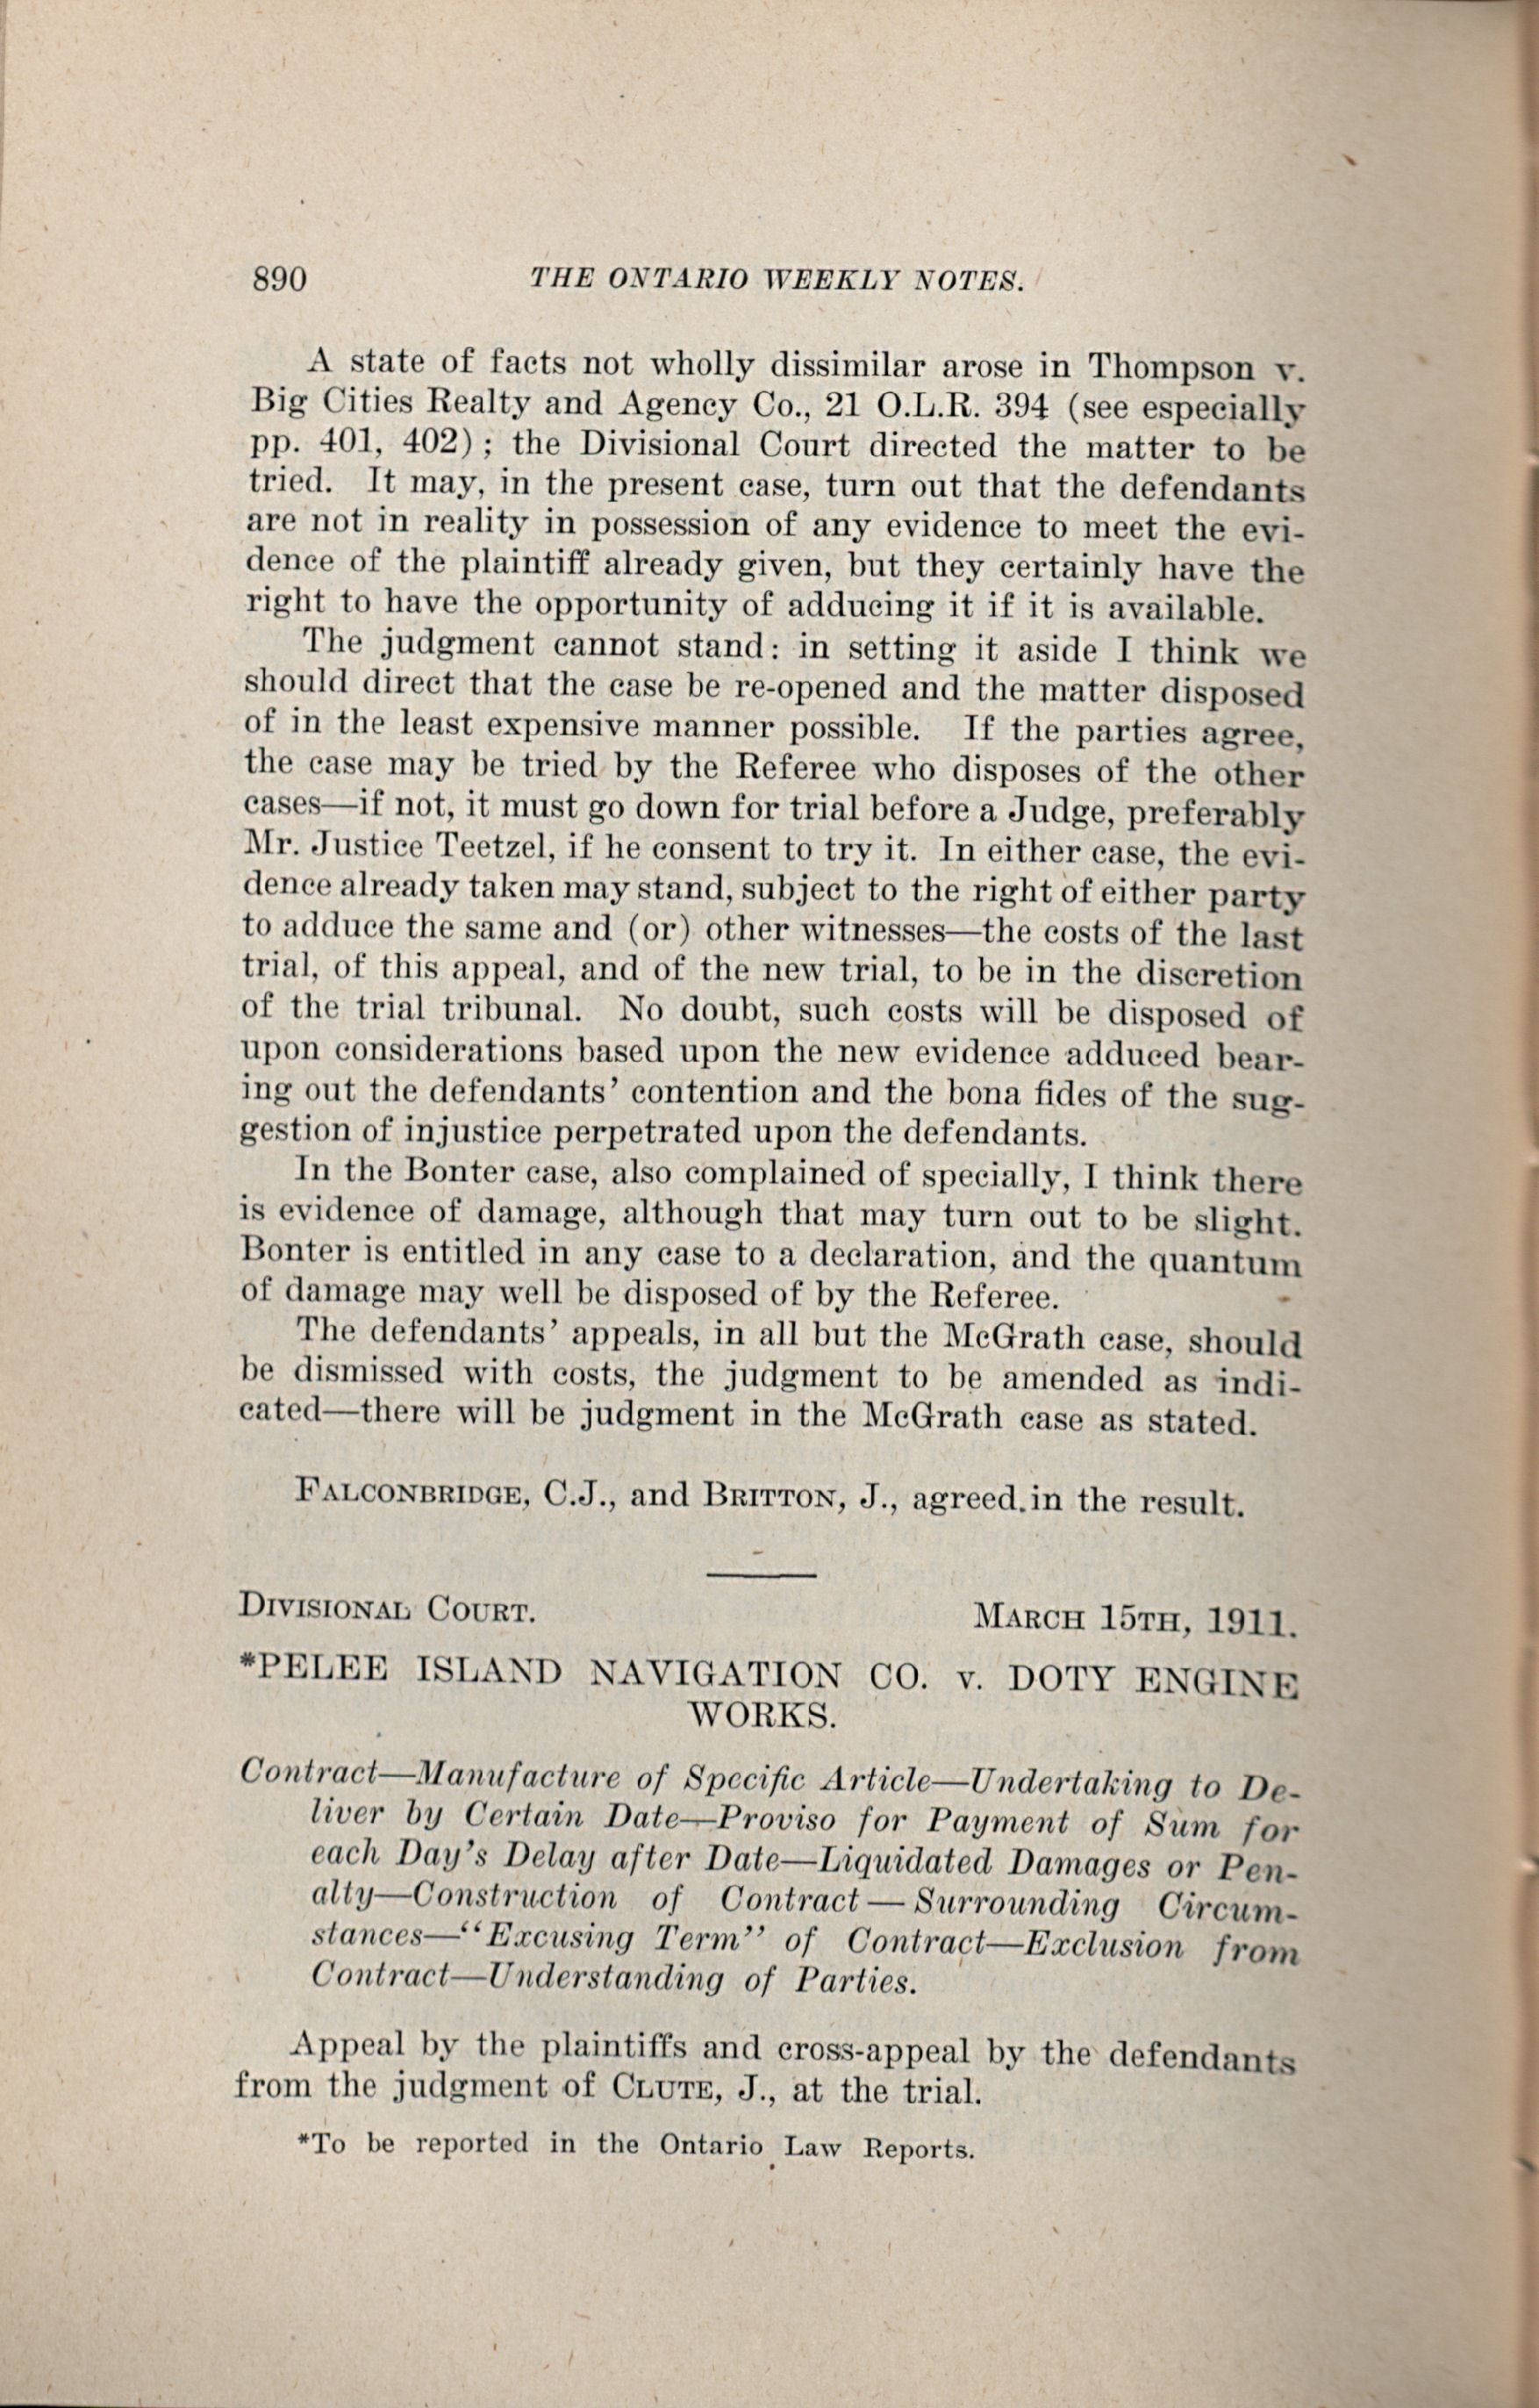 890 THE ONTARIO WEEKLY NOTES.
A state of facts not wholly dissimilar arose in Thompson v.
Big Cities Realty and Agency Co., 21 O.L.R. 394 (see especially
pp. 401, 402) ; the Divisional Court directed the matter to be
tried. It may, in the present case, turn out that the defendants
are not in reality in possession of any evidence to meet the evi-
dence of the plaintiff already given, but they certainly have the
right to have the opportunity of adducing it if it is available.
The judgment cannot stand: in setting it aside I think we
should direct that the case be re-opened and the matter disposed
of in the least expensive manner possible. If the parties agree,
the case may be tried by the Referee who disposes of the other
cases—if not, it must go down for trial before a Judge, preferably
Mr. Justice Teetzel, if he consent to try it. In either case, the evi-
dence already taken may stand, subject to the right of either party
to adduce the same and (or) other witnesses—the costs of the last
trial, of this appeal, and of the new trial, to be in the discretion
of the trial tribunal. No doubt, such costs will be disposed of
upon considerations based upon the new evidence adduced bear-
ing out the defendants' contention and the bona fides of the sug-
gestion of injustice perpetrated upon the defendants.
In the Bonter case, also complained of specially, I think there
is evidence of damage, although that may turn out to be slight.
Bonter is entitled in any case to a declaration, and the quantum
of damage may well be disposed of by the Referee.
The defendants' appeals, in all but the McGrath case, should
be dismissed with costs, the judgment to be amended as indi-
cated—there will be judgment in the McGrath case as stated.
FALCONBRIDGE, C.J., and BRITTON, J., agreed.in the result.
DIVISIONAL COURT. MARCH 15TH, 1911.
*PELEE ISLAND NAVIGATION CO. v. DOTY ENGINE
WORKS.
Contract—Manufacture of Specific Article—Undertaking to De-
liver by Certain Date—Proviso for Payment of Sum for
each Day's Delay after Date—Liquidated Damages or Pen-
alty—Construction of Contract — Surrounding Circum-
stances—"Excusing Term" of Contract—Exclusion from
Contract—Understanding of Parties.
Appeal by the plaintiffs and cross-appeal by the defendants
from the judgment of CLUTE, J., at the trial.
*To be reported in the Ontario Law Reports.